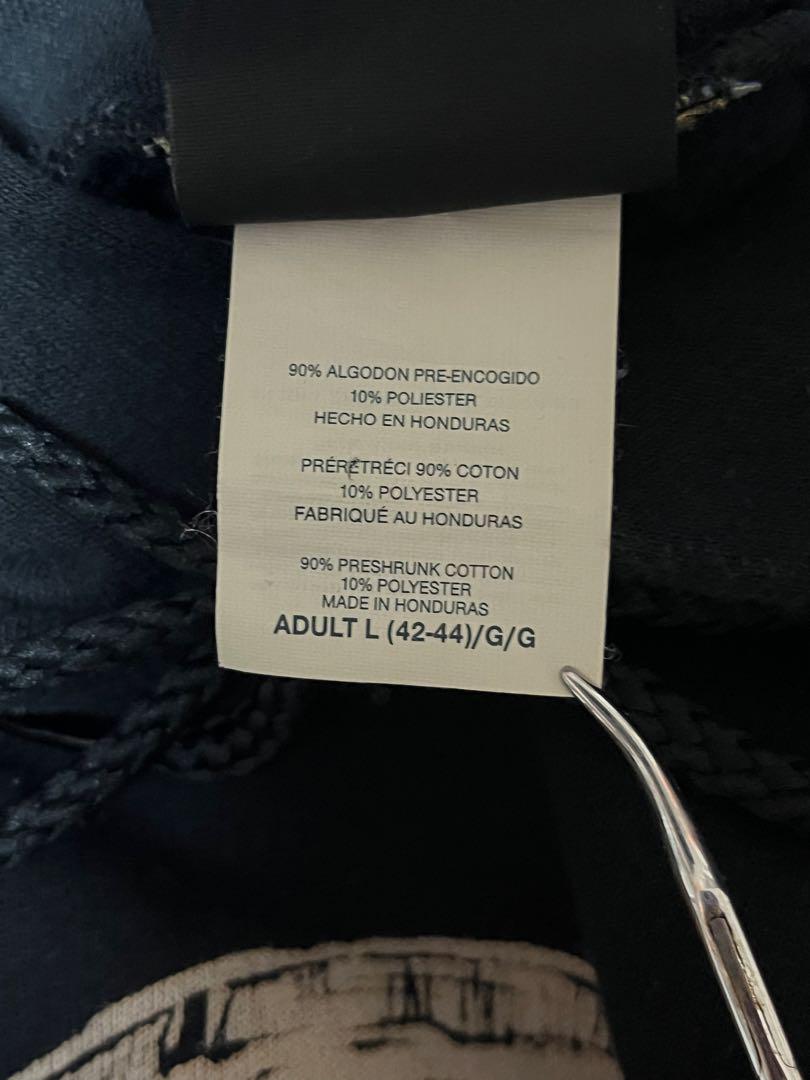 90% ALGODON PRE-ENCOGIDO
10% POLIESTER
HECHO EN HONDURAS
PRÉRÉTRÉCI 90% COTON
10% POLYESTER
FABRIQUÉ AU HONDURAS
90% PRESHRUNK COTTON
10% POLYESTER
MADE IN HONDURAS
ADULT L (42-44)/G/G